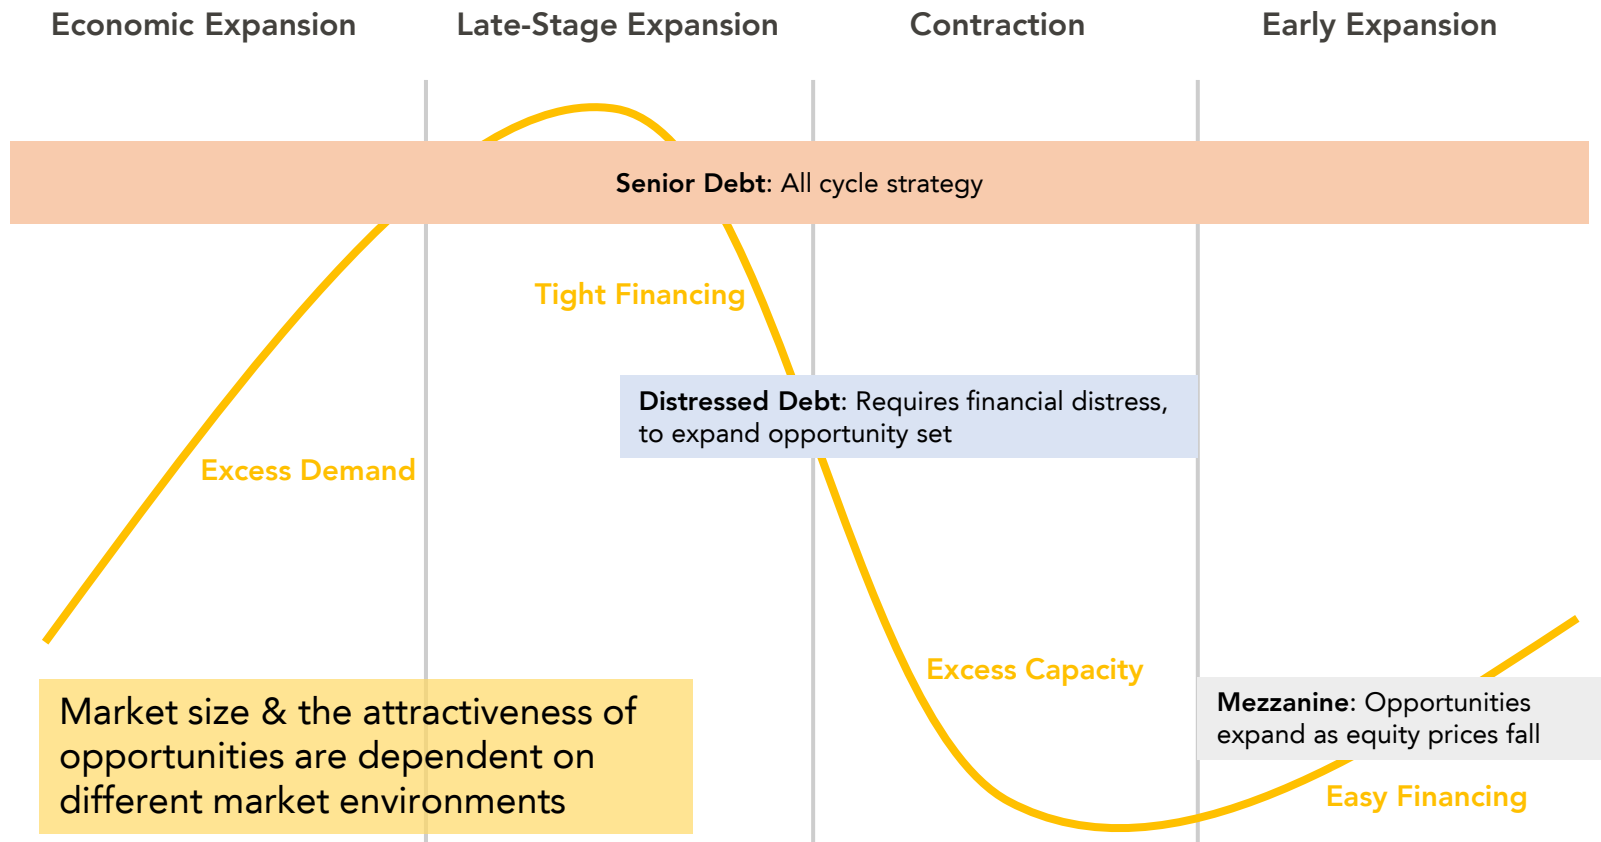 Economic Expansion
Late-Stage Expansion
Contraction
Early Expansion
Senior Debt: All cycle strategy
Tight Financing
Distressed Debt: Requires financial distress,
to expand opportunity set
Excess Demand
Excess Capacity
Market size & the attractiveness of
opportunities are dependent on
different market environments
Mezzanine: Opportunities
expand as equity prices fall
Easy Financing